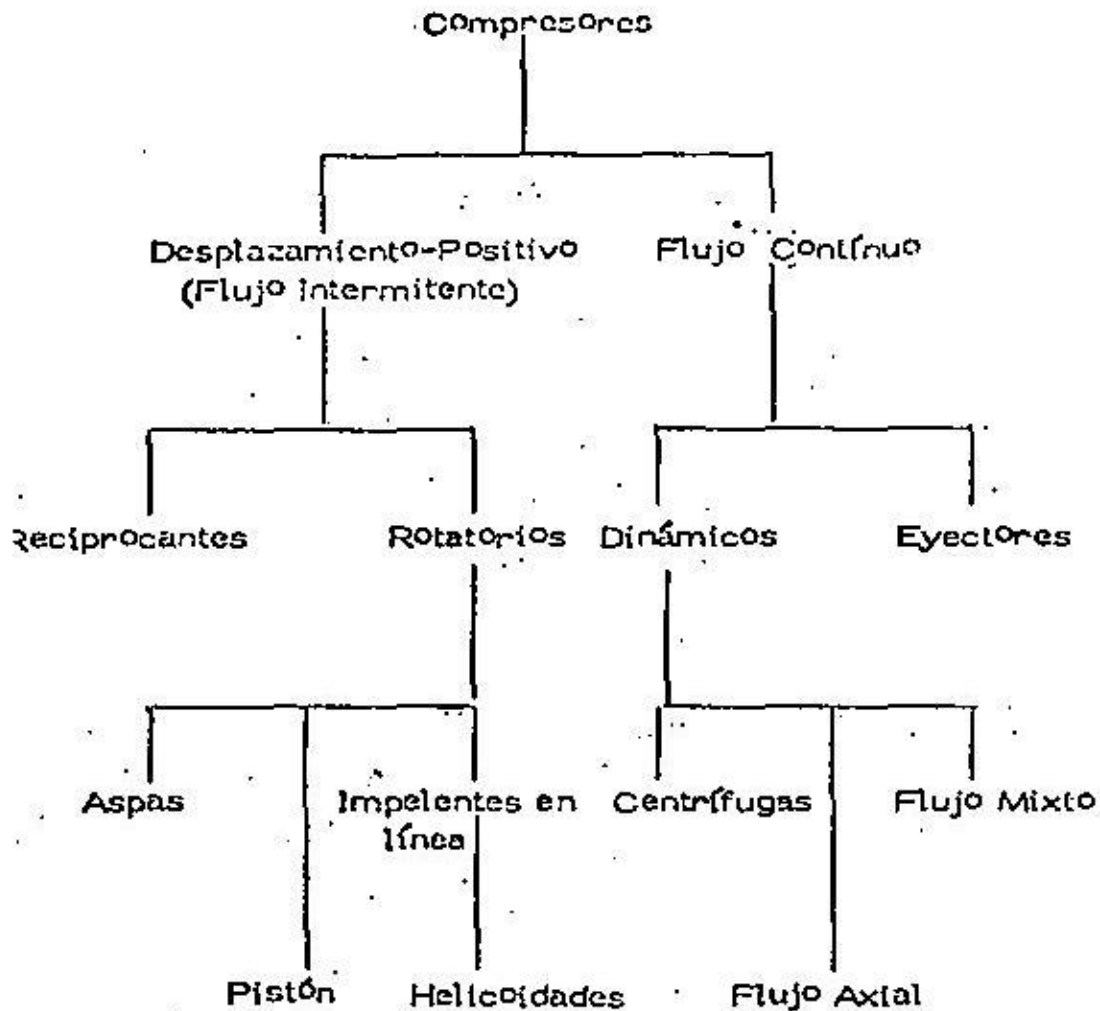 Compresores
Desplazamiento-Positivo
(Flujo Intermitente)
Flujo Contínuo
Reciprocantes
Rotatorios
Dinámicos
Eyectores
Aspas
Impelentes en
línea
Centrífugas
Flujo Mixto
Pistón
Helicoidades
Flujo Axial